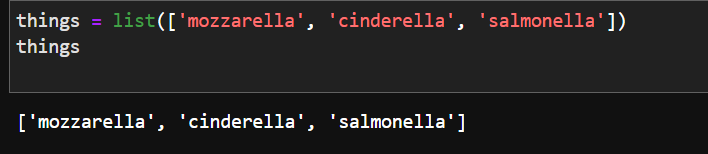 things = list(['mozzarella', 'cinderella', 'salmonella'])
things
['mozzarella', 'cinderella', 'salmonella']